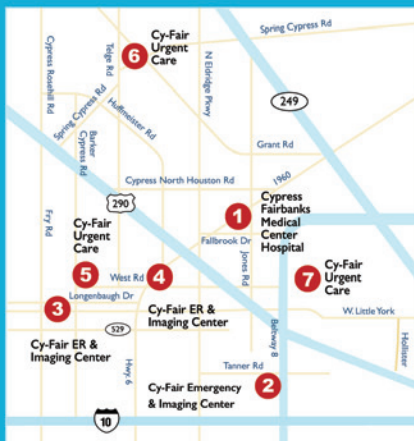 Spring Cypress Rd
Cypress Rosehill Rd
Telge Rd
6
Cy-Fair
Urgent
Care
N Eldridge Pkwy
249
Spring Cypress Rd
Huffmeister Rd
Barker
Cypress Rd
Grant Rd
1960
Cypress North Houston Rd
290
1
Cypress
Fairbanks
Medical
Center
Hospital
Fry Rd
Fallbrook Dr
Jones Rd
Cy-Fair
Urgent
Care
5
West Rd
4
7
Cy-Fair
Urgent
Care
Longenbaugh Dr
3
Cy-Fair ER &
Imaging Center
W. Little York
529
Cy-Fair ER &
Imaging Center
Hwy. 6
Beltway 8
Hollister
Tanner Rd
2
Cy-Fair Emergency
& Imaging Center
10